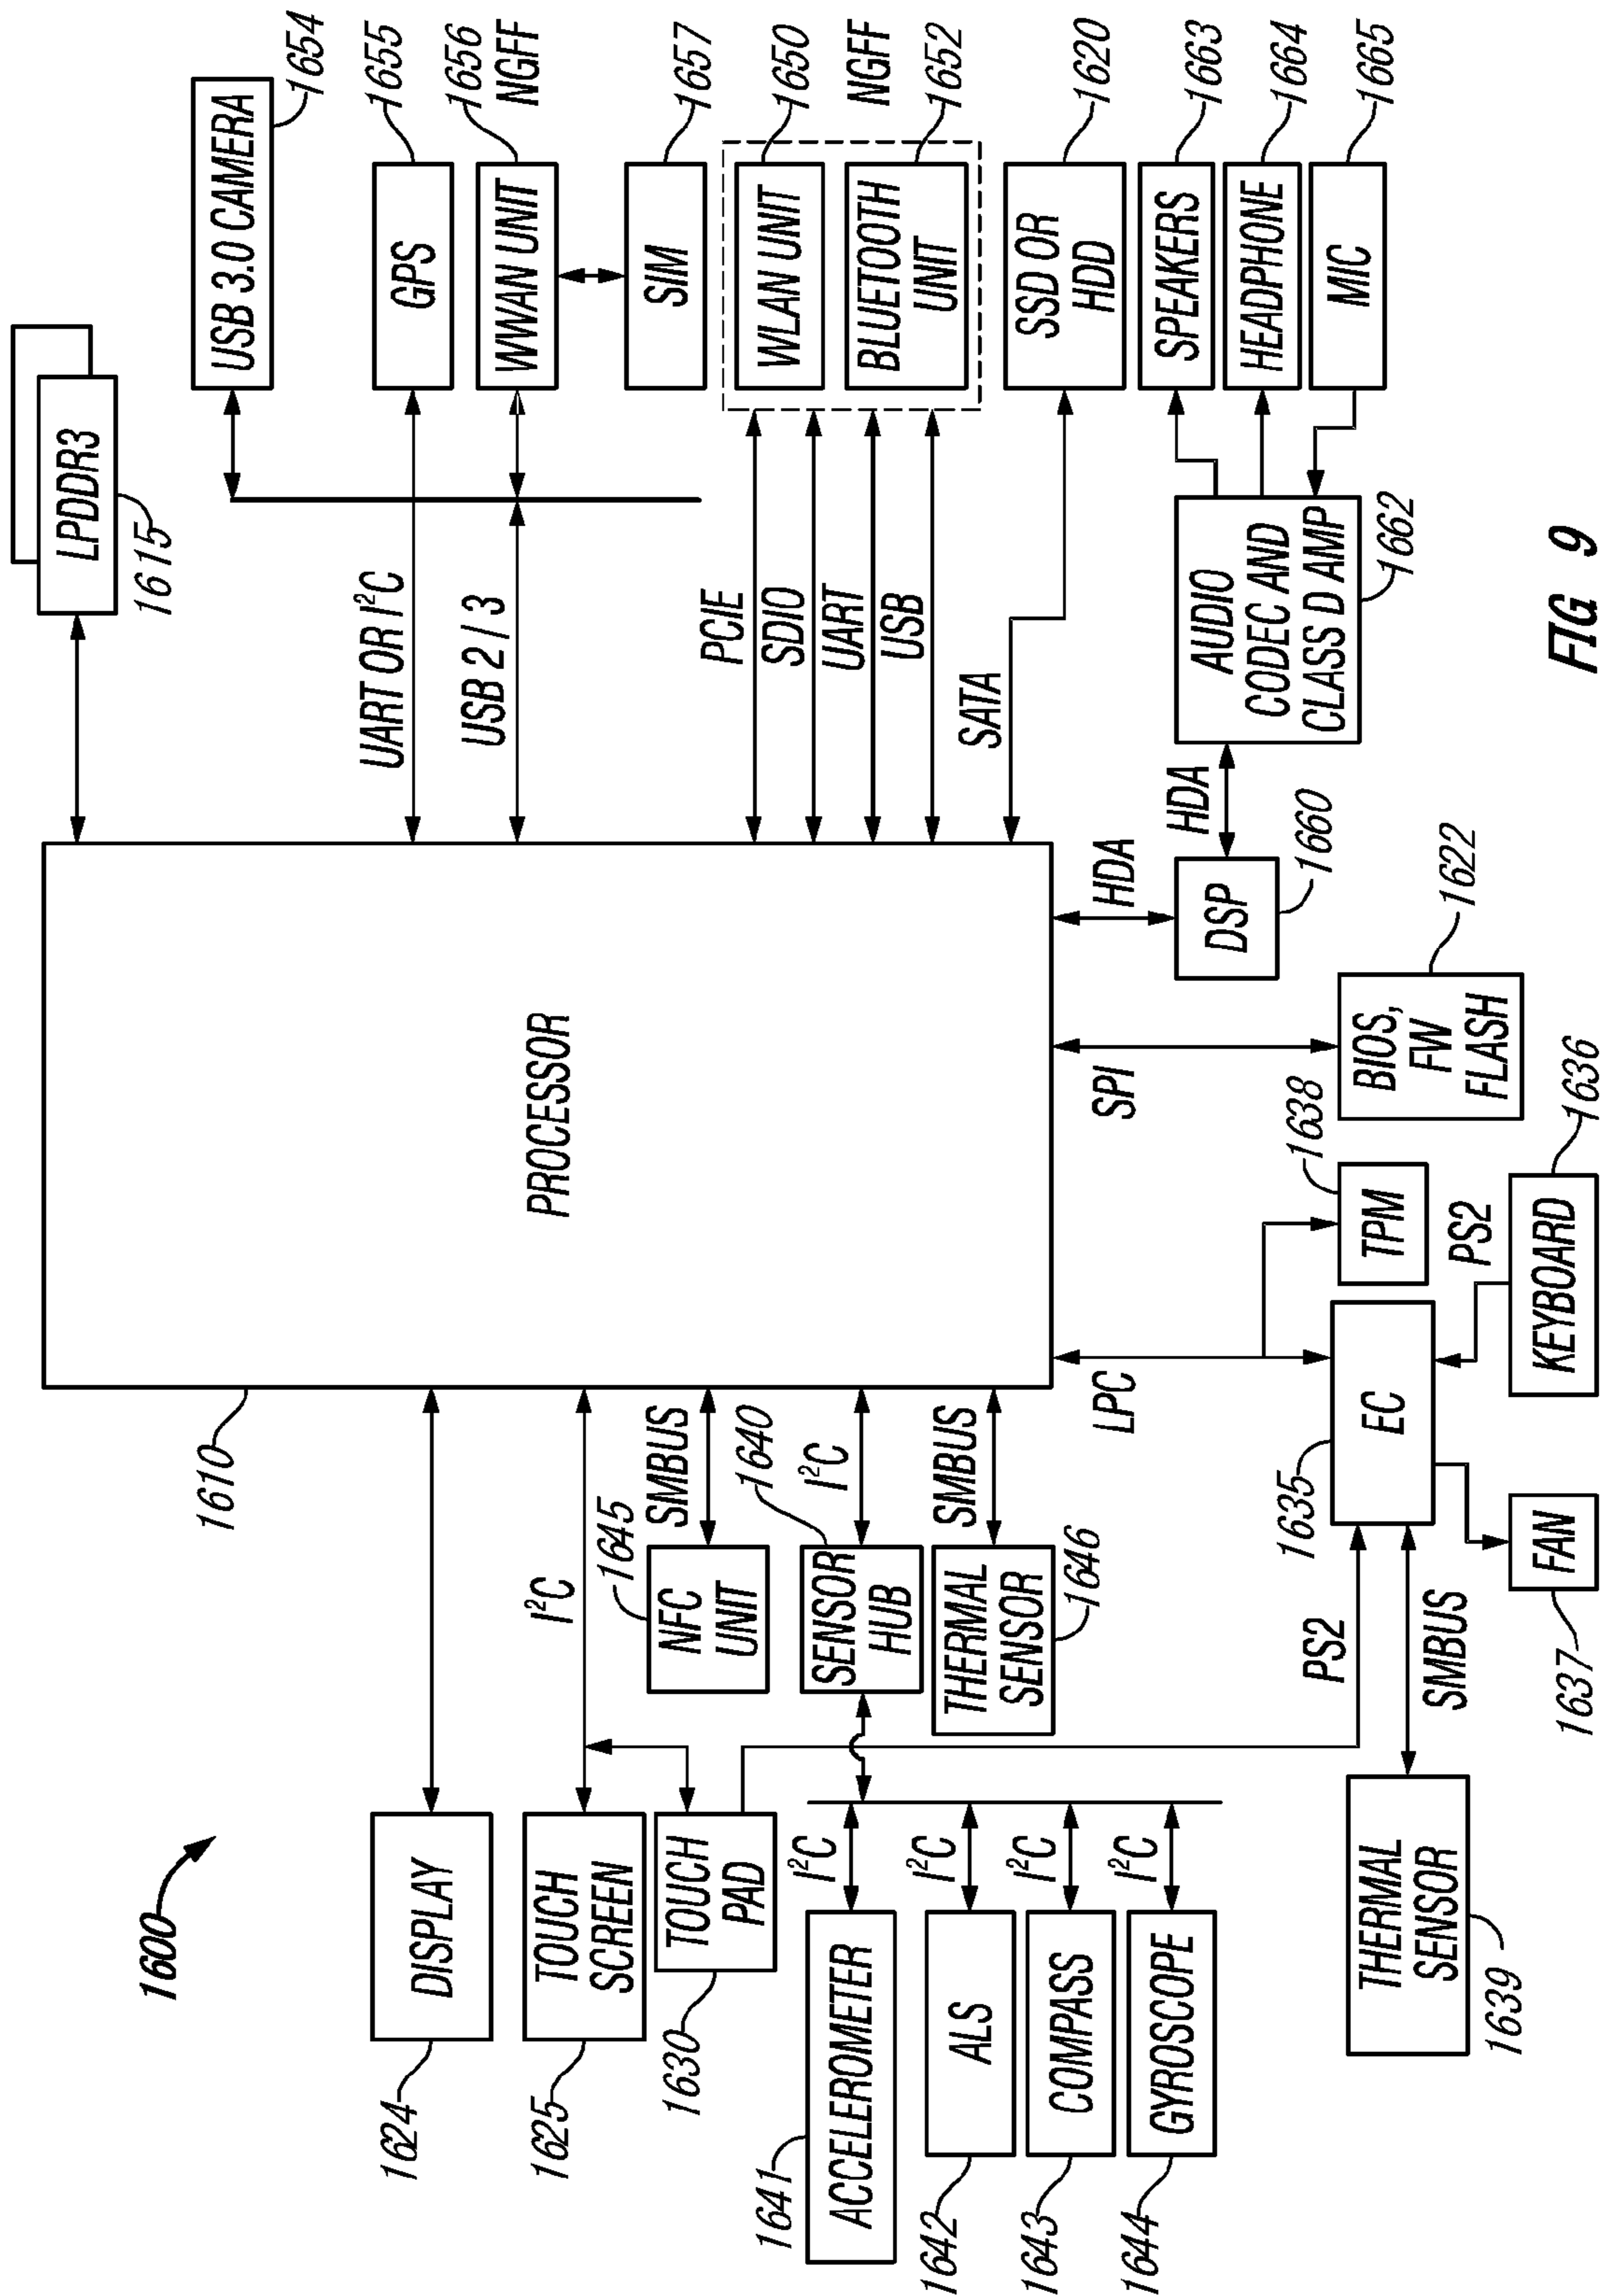 1600
1624
DISPLAY
1625
TOUCH
SCREEN
1630
TOUCH
PAD
1641
ACCELEROMETER
I²C
1642
ALS
I²C
1643
COMPASS
I²C
1644
GYROSCOPE
I²C
1610
I²C
1645
NFC
UNIT
SMBUS
1640
SENSOR
HUB
I²C
THERMAL
SENSOR
1646
SMBUS
PROCESSOR
LPDDR3
1615
USB 3.0 CAMERA
1654
UART OR I²C
GPS
1655
USB 2 / 3
WWAN UNIT
1656
NGFF
SIM
1657
PCIE
SDIO
UART
USB
WLAN UNIT
1650
NGFF
BLUETOOTH
UNIT
1652
SATA
SSD OR
HDD
1620
SPEAKERS
1663
HEADPHONE
1664
MIC
1665
AUDIO
CODEC AND
CLASS D AMP
1662
HDA
DSP
1660
HDA
SPI
BIOS,
FW
FLASH
1622
LPC
TPM
1638
EC
1635
PS2
KEYBOARD
1636
FAN
1637
PS2
SMBUS
THERMAL
SENSOR
1639
FIG 9